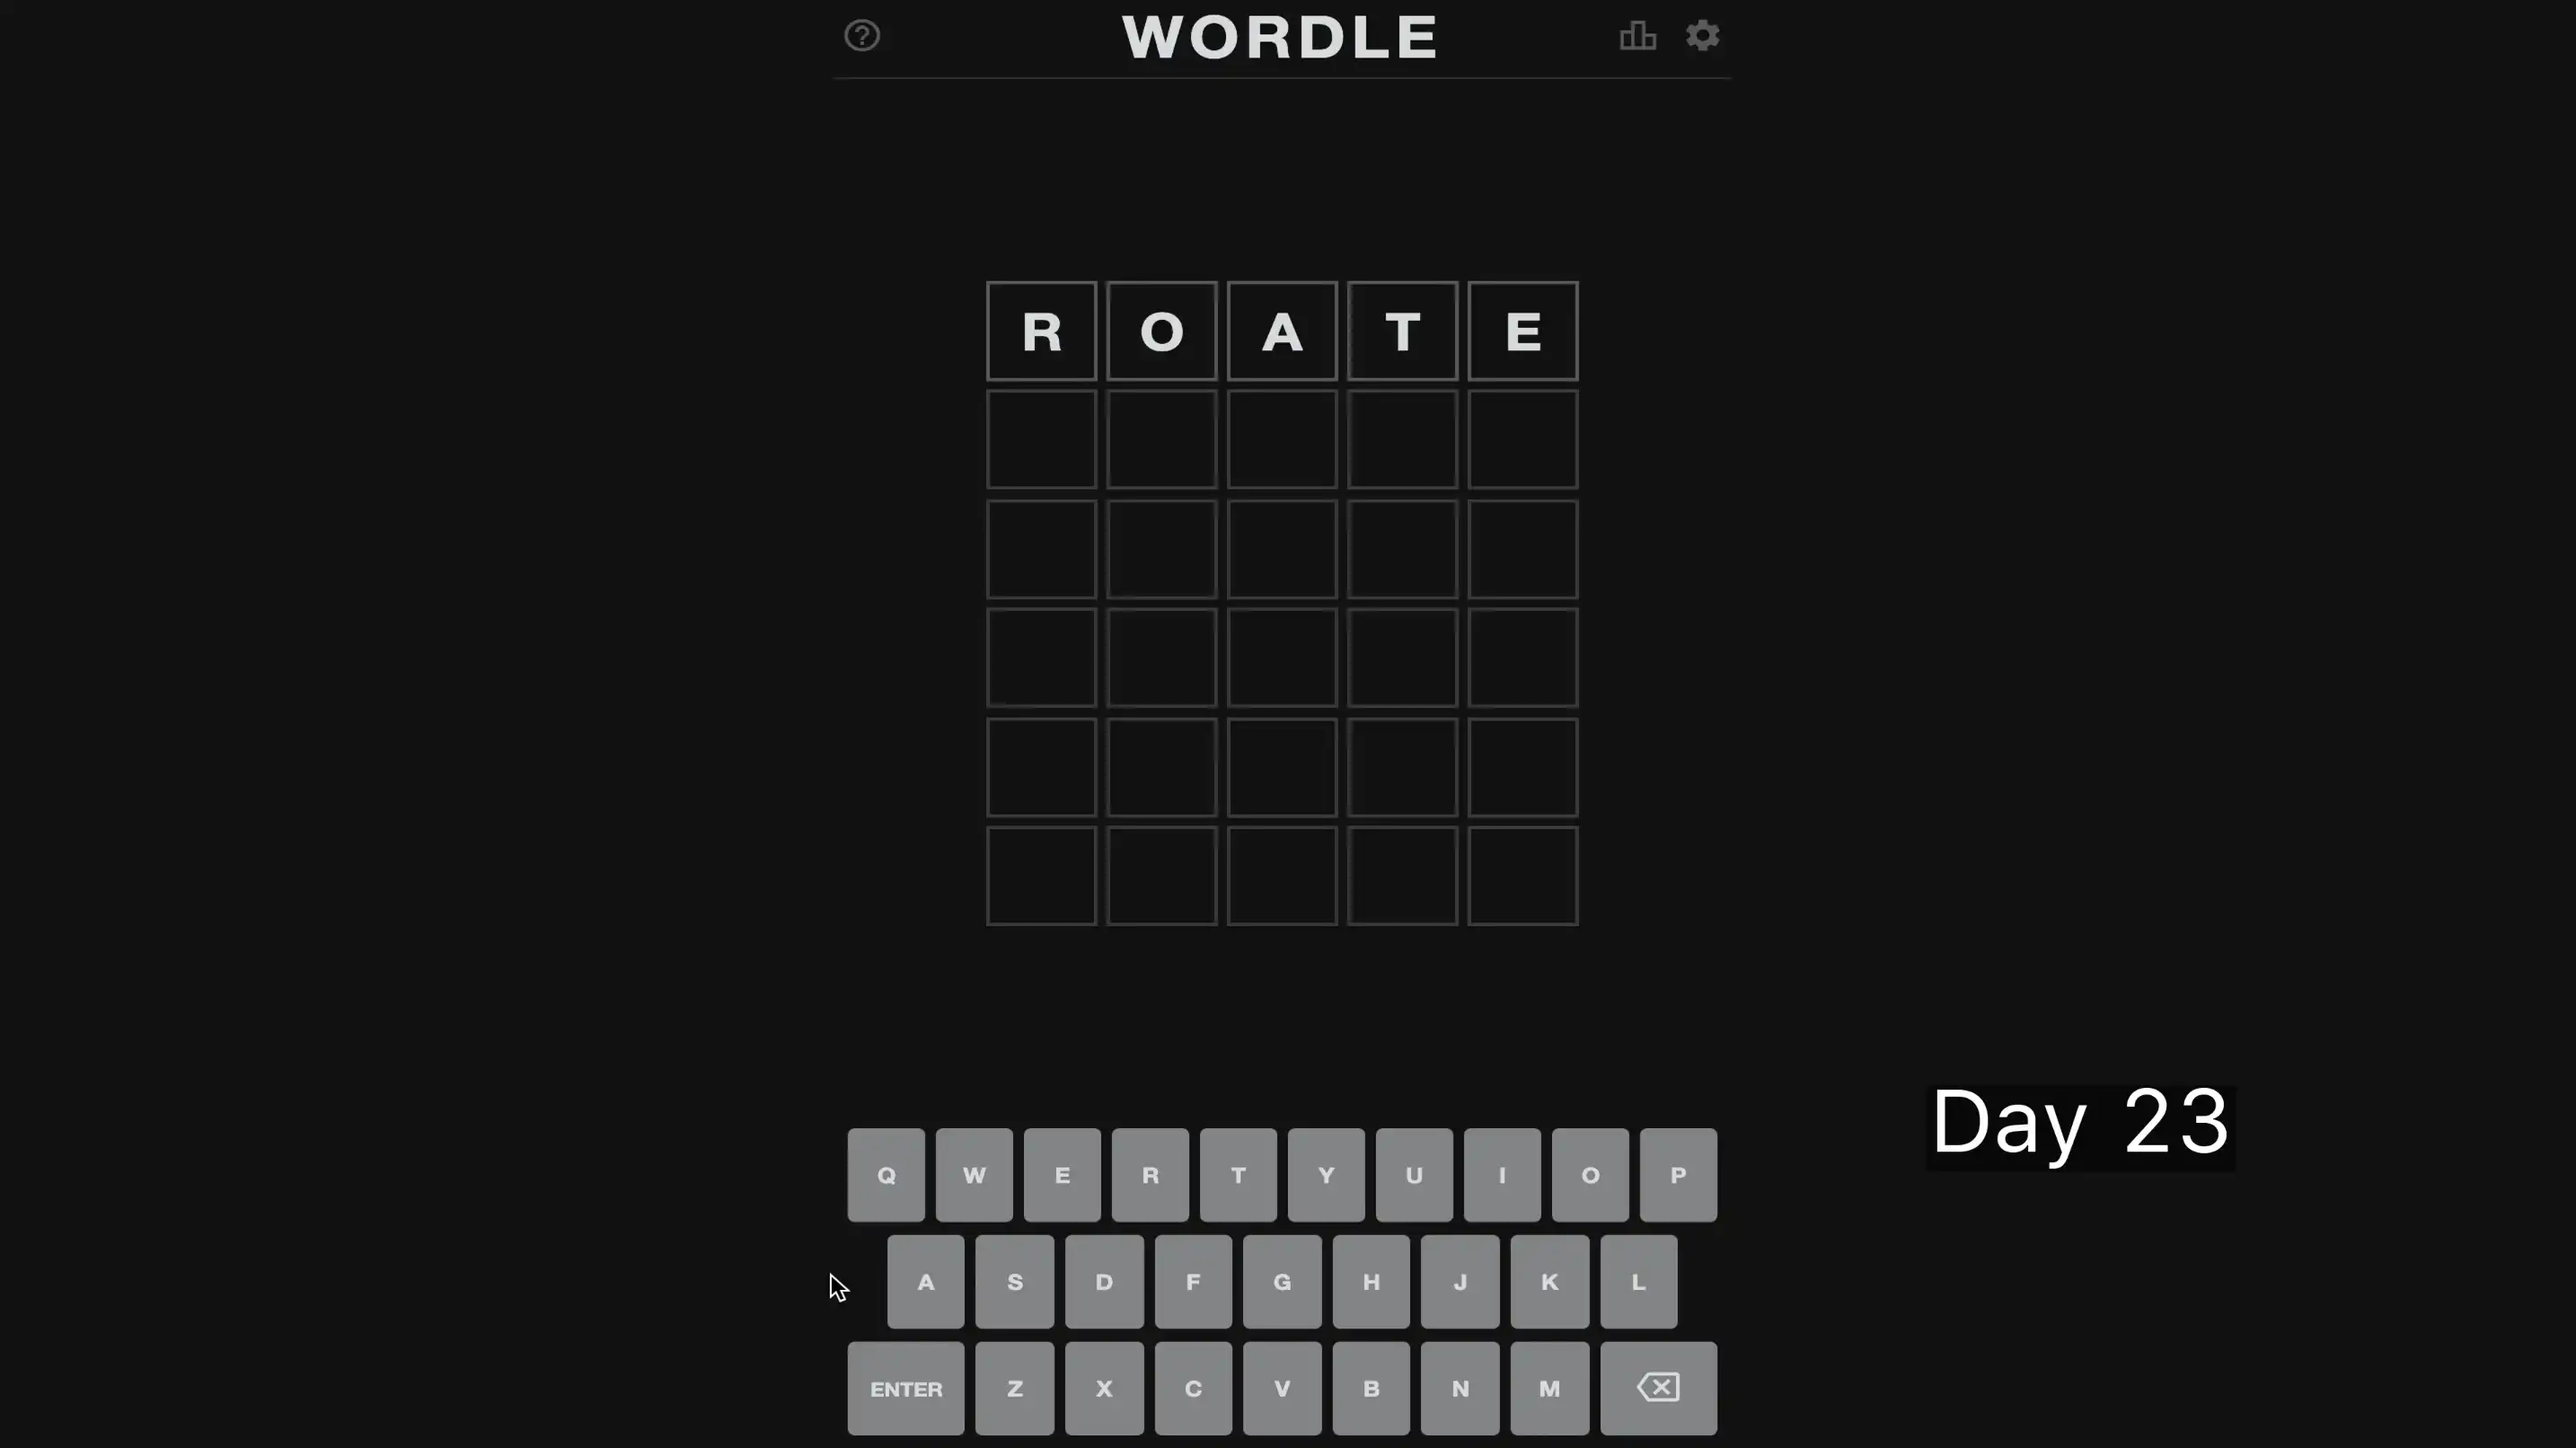 WORDLE
R O A T E
Day 23
Q W E R T Y U I O P
A S D F G H J K L
ENTER Z X C V B N M